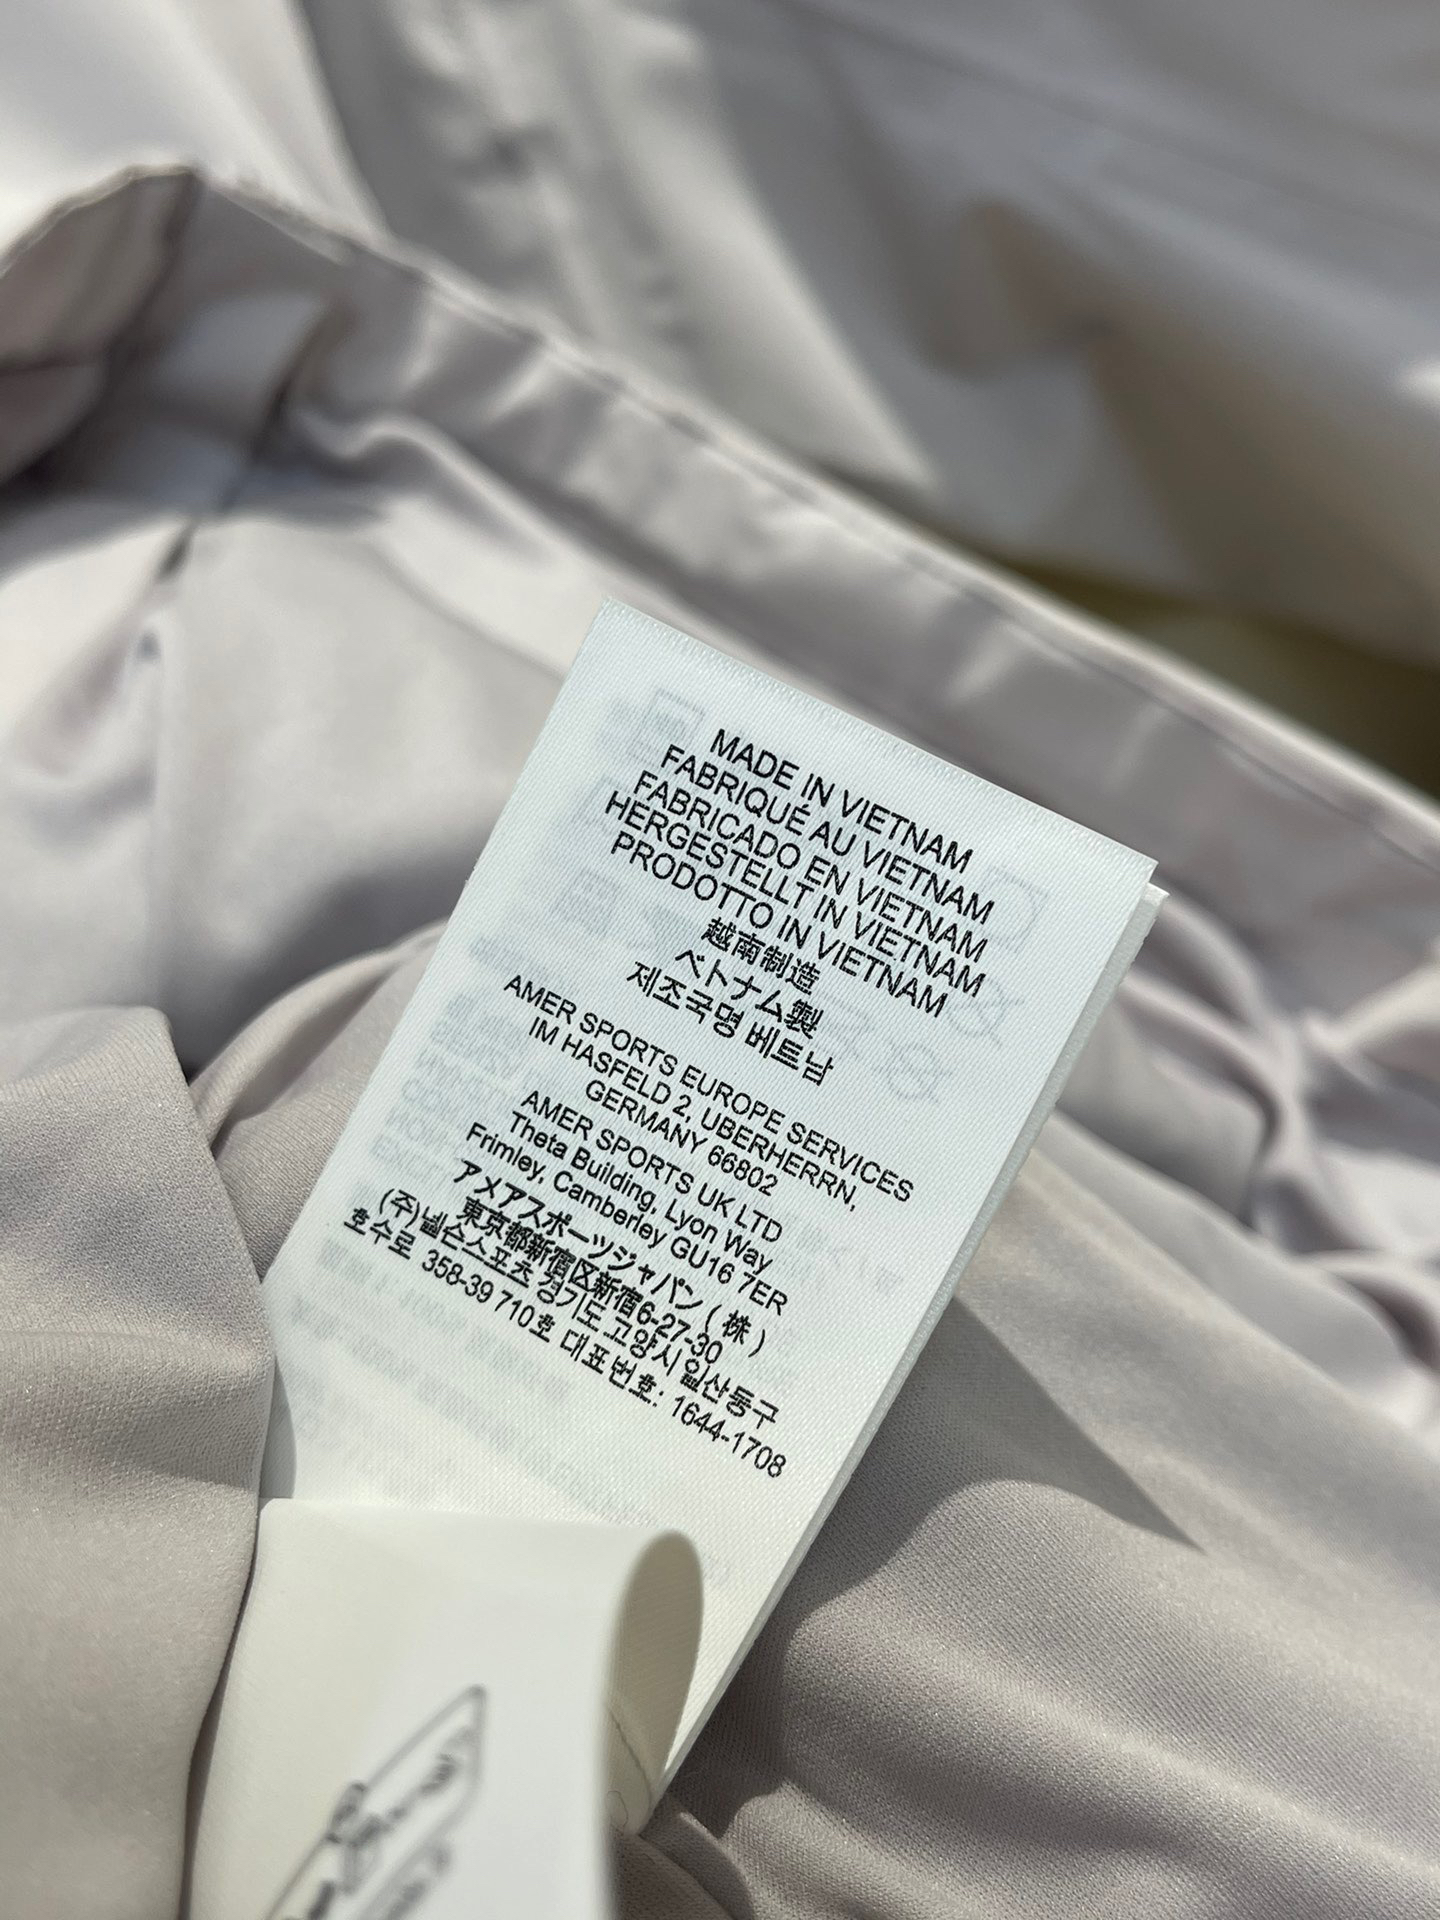 MADE IN VIETNAM
FABRIQUÉ AU VIETNAM
FABRICADO EN VIETNAM
HERGESTELLT IN VIETNAM
PRODOTTO IN VIETNAM
越南制造
ベトナム製
제조국명 베트남
AMER SPORTS EUROPE SERVICES
IM HASFELD 2, UBERHERRN,
GERMANY 66802
AMER SPORTS UK LTD
Theta Building, Lyon Way
Frimley, Camberley GU16 7ER
アメアスポーツジャパン（株）
東京都新宿区新宿6-27-30
(주)넬슨스포츠 경기도 고양시 일산동구
호수로 358-39 710호 대표번호: 1644-1708